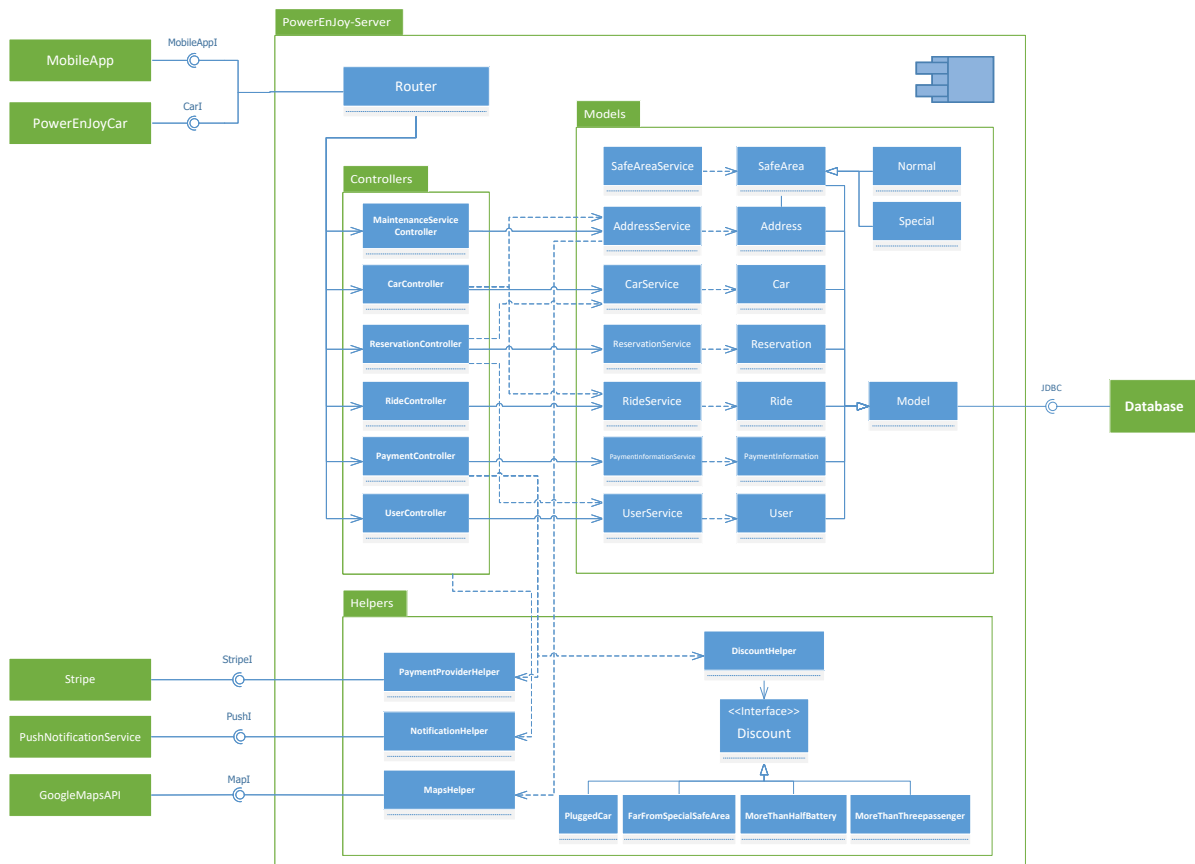 PowerEnJoy-Server
MobileApp
MobileAppI
PowerEnJoyCar
CarI
Router
Models
SafeAreaService
SafeArea
Normal
Controllers
Special
MaintenanceService
Controller
AddressService
Address
CarController
CarService
Car
ReservationController
ReservationService
Reservation
RideController
RideService
Ride
Model
JDBC
Database
PaymentController
PaymentInformationService
PaymentInformation
UserController
UserService
User
Helpers
Stripe
StripeI
PaymentProviderHelper
DiscountHelper
PushNotificationService
PushI
NotificationHelper
<<Interface>>
Discount
GoogleMapsAPI
MapI
MapsHelper
PluggedCar
FarFromSpecialSafeArea
MoreThanHalfBattery
MoreThanThreepassenger